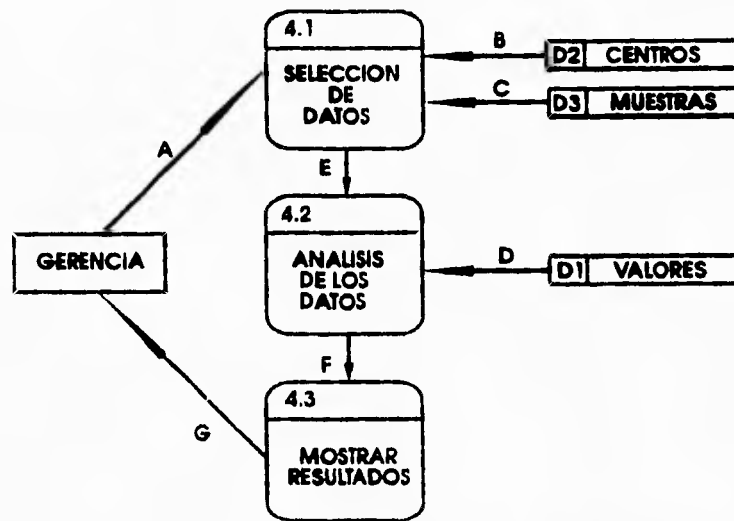 4.1
SELECCION
DE
DATOS
B
D2 CENTROS
C
D3 MUESTRAS
A
E
4.2
ANALISIS
DE LOS
DATOS
GERENCIA
D
D1 VALORES
F
4.3
MOSTRAR
RESULTADOS
G